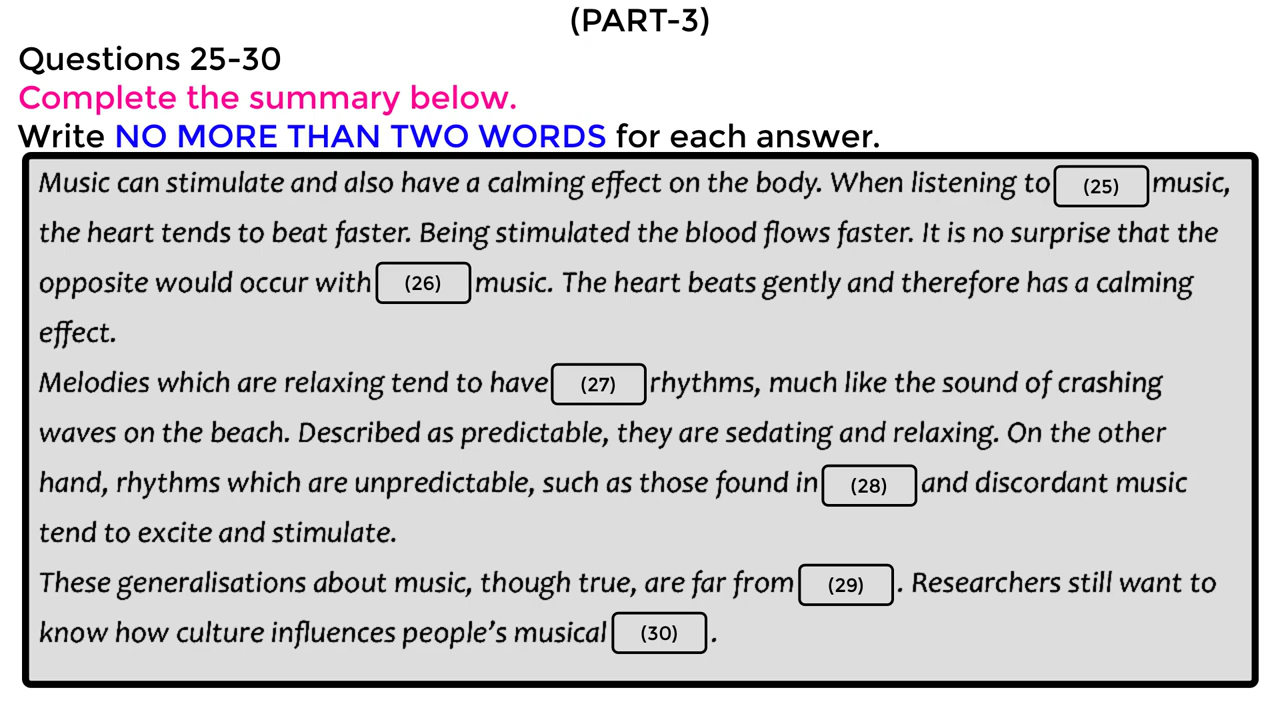 (PART-3)
Questions 25-30
Complete the summary below.
Write NO MORE THAN TWO WORDS for each answer.
Music can stimulate and also have a calming effect on the body. When listening to (25) music,
the heart tends to beat faster. Being stimulated the blood flows faster. It is no surprise that the
opposite would occur with (26) music. The heart beats gently and therefore has a calming
effect.
Melodies which are relaxing tend to have (27) rhythms, much like the sound of crashing
waves on the beach. Described as predictable, they are sedating and relaxing. On the other
hand, rhythms which are unpredictable, such as those found in (28) and discordant music
tend to excite and stimulate.
These generalisations about music, though true, are far from (29) . Researchers still want to
know how culture influences people's musical (30) .